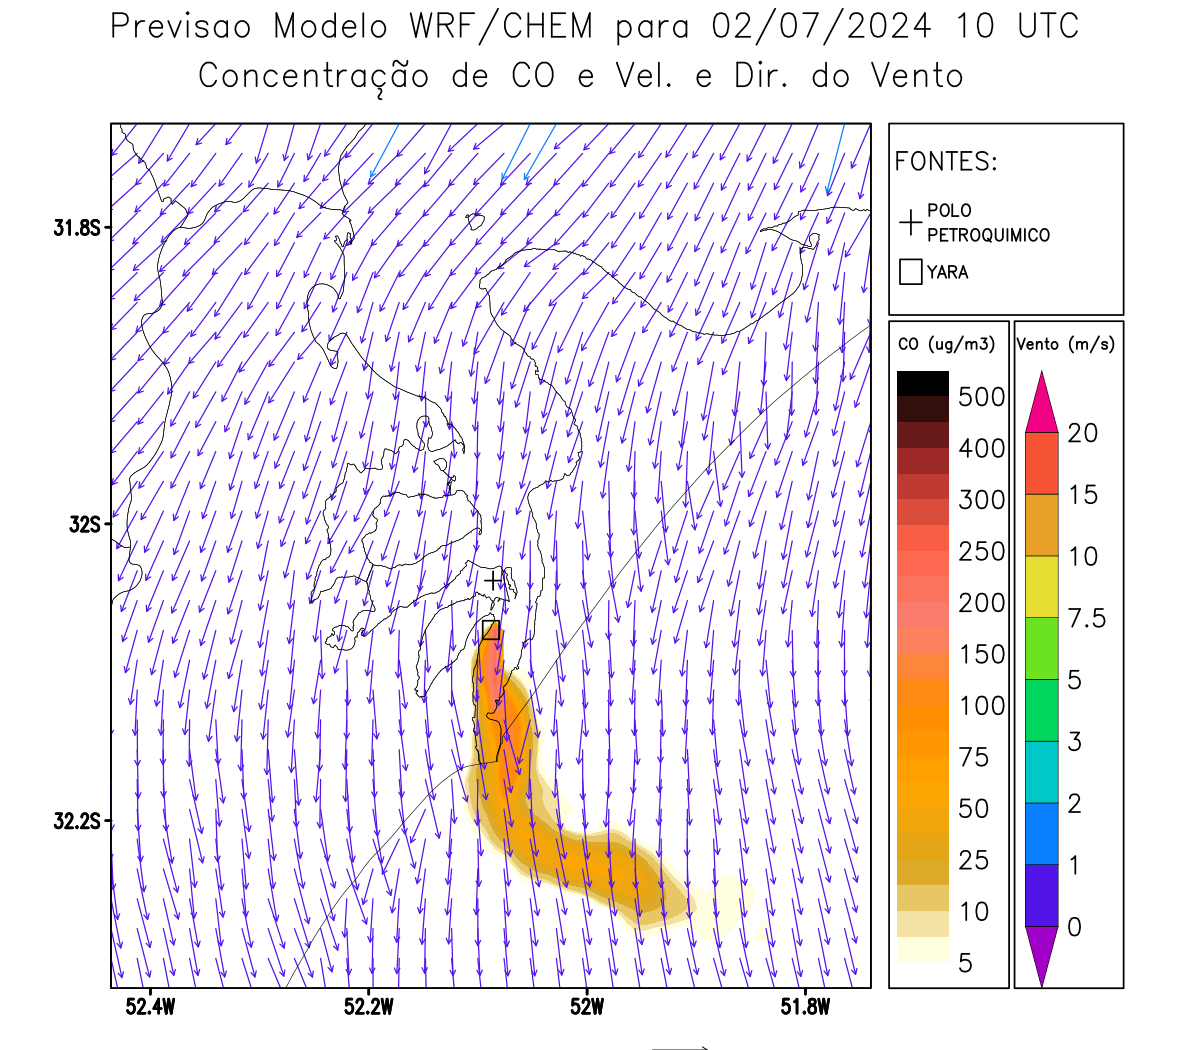 Previsao Modelo WRF/CHEM para 02/07/2024 10 UTC
Concentração de CO e Vel. e Dir. do Vento
FONTES:
POLO
PETROQUIMICO
YARA
CO (ug/m3)
500
400
300
250
200
150
100
75
50
25
10
5
Vento (m/s)
20
15
10
7.5
5
3
2
1
0
31.8S
32S
32.2S
52.4W
52.2W
52W
51.8W